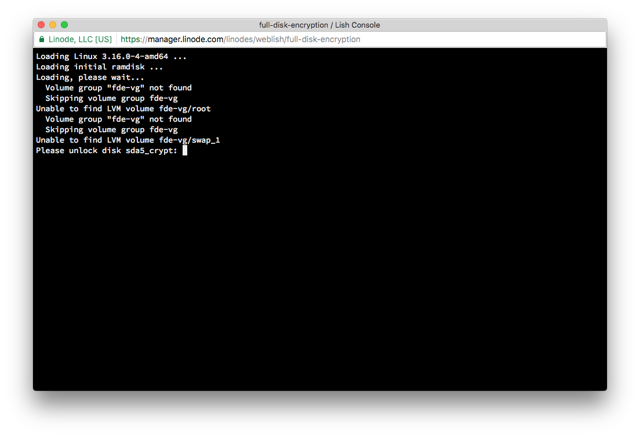 full-disk-encryption / Lish Console
Linode, LLC [US] https://manager.linode.com/linodes/weblish/full-disk-encryption
Loading Linux 3.16.0-4-amd64 ...
Loading initial ramdisk ...
Loading, please wait...
  Volume group "fde-vg" not found
  Skipping volume group fde-vg
Unable to find LVM volume fde-vg/root
  Volume group "fde-vg" not found
  Skipping volume group fde-vg
Unable to find LVM volume fde-vg/swap_1
Please unlock disk sda5_crypt: